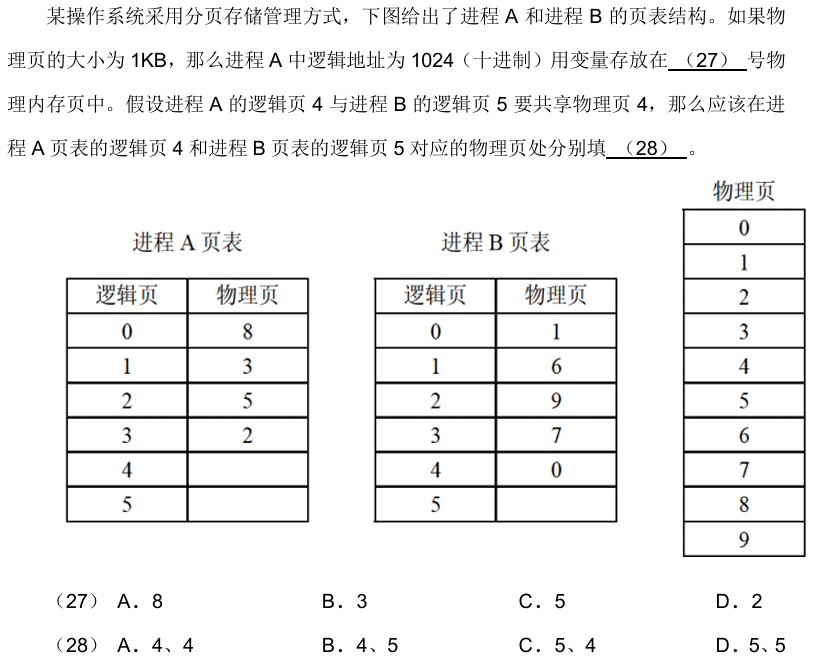 某操作系统采用分页存储管理方式，下图给出了进程 A 和进程 B 的页表结构。如果物
理页的大小为 1KB，那么进程 A 中逻辑地址为 1024（十进制）用变量存放在 （27） 号物
理内存页中。假设进程 A 的逻辑页 4 与进程 B 的逻辑页 5 要共享物理页 4，那么应该在进
程 A 页表的逻辑页 4 和进程 B 页表的逻辑页 5 对应的物理页处分别填 （28） 。
进程 A 页表
逻辑页 物理页
0 8
1 3
2 5
3 2
4
5
进程 B 页表
逻辑页 物理页
0 1
1 6
2 9
3 7
4 0
5
物理页
0
1
2
3
4
5
6
7
8
9
（27） A．8 B．3 C．5 D．2
（28） A．4、4 B．4、5 C．5、4 D．5、5